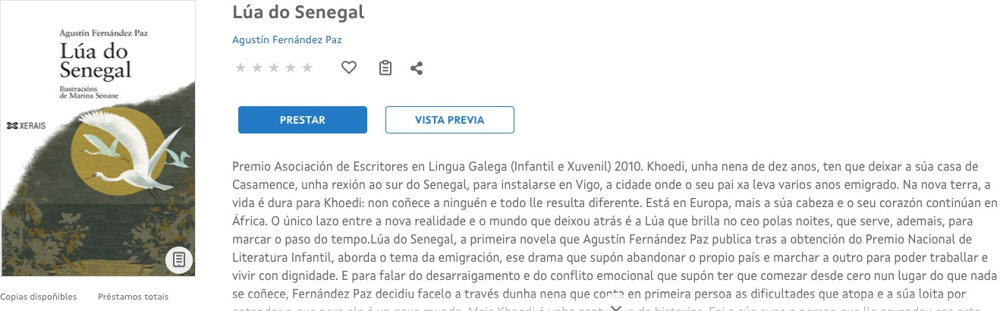 Agustín Fernández Paz
Lúa do
Senegal
Ilustracións
de Marina Seoane
XERAIS
Copias dispoñibles
Préstamos totais
Lúa do Senegal
Agustín Fernández Paz
PRESTAR
VISTA PREVIA
Premio Asociación de Escritores en Lingua Galega (Infantil e Xuvenil) 2010. Khoedi, unha nena de dez anos, ten que deixar a súa casa de
Casamence, unha rexión ao sur do Senegal, para instalarse en Vigo, a cidade onde o seu pai xa leva varios anos emigrado. Na nova terra, a
vida é dura para Khoedi: non coñece a ninguén e todo lle resulta diferente. Está en Europa, mais a súa cabeza e o seu corazón continúan en
África. O único lazo entre a nova realidade e o mundo que deixou atrás é a Lúa que brilla no ceo polas noites, que serve, ademais, para
marcar o paso do tempo.Lúa do Senegal, a primeira novela que Agustín Fernández Paz publica tras a obtención do Premio Nacional de
Literatura Infantil, aborda o tema da emigración, ese drama que supón abandonar o propio país e marchar a outro para poder traballar e
vivir con dignidade. E para falar do desarraigamento e do conflito emocional que supón ter que comezar desde cero nun lugar do que nada
se coñece, Fernández Paz decidiu facelo a través dunha nena que conta en primeira persoa as dificultades que atopa e a súa loita por